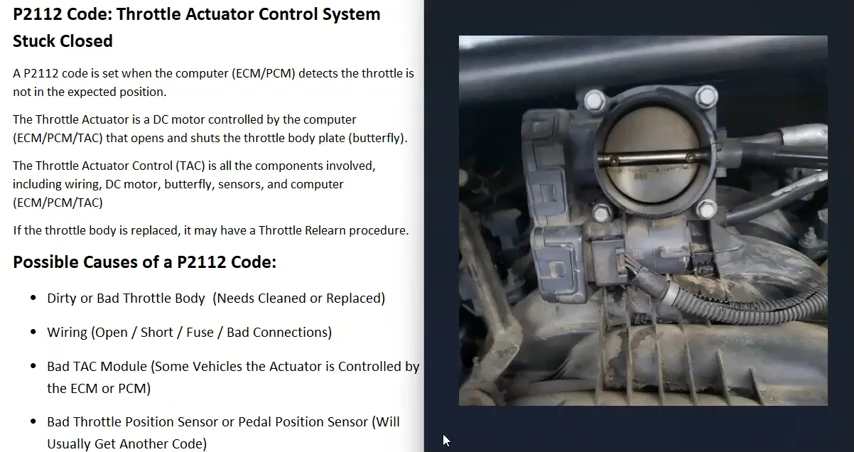 P2112 Code: Throttle Actuator Control System
Stuck Closed
A P2112 code is set when the computer (ECM/PCM) detects the throttle is
not in the expected position.
The Throttle Actuator is a DC motor controlled by the computer
(ECM/PCM/TAC) that opens and shuts the throttle body plate (butterfly).
The Throttle Actuator Control (TAC) is all the components involved,
including wiring, DC motor, butterfly, sensors, and computer
(ECM/PCM/TAC)
If the throttle body is replaced, it may have a Throttle Relearn procedure.
Possible Causes of a P2112 Code:
• Dirty or Bad Throttle Body (Needs Cleaned or Replaced)
• Wiring (Open / Short / Fuse / Bad Connections)
• Bad TAC Module (Some Vehicles the Actuator is Controlled by
the ECM or PCM)
• Bad Throttle Position Sensor or Pedal Position Sensor (Will
Usually Get Another Code)